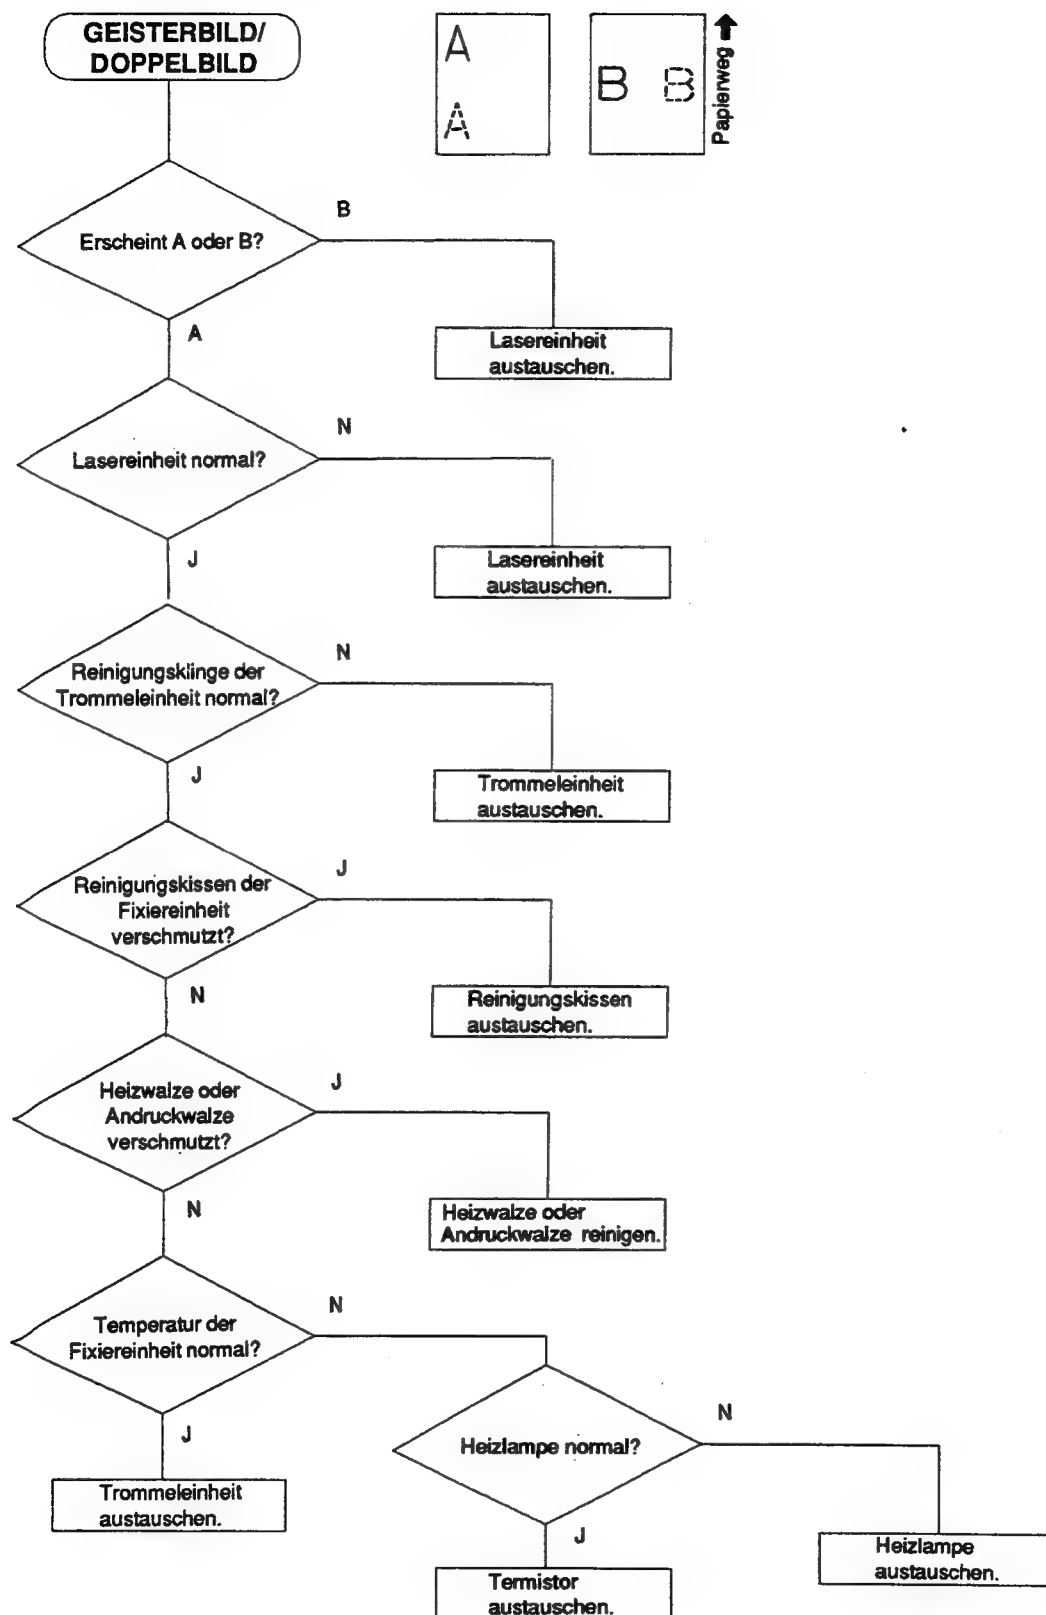 GEISTERBILD/
DOPPELBILD
A
A
B B
Papierweg
Erscheint A oder B?
B
A
Lasereinheit
austauschen.
Lasereinheit normal?
N
J
Lasereinheit
austauschen.
Reinigungsklinge der
Trommeleinheit normal?
N
J
Trommeleinheit
austauschen.
Reinigungskissen der
Fixiereinheit
verschmutzt?
J
N
Reinigungskissen
austauschen.
Heizwalze oder
Andruckwalze
verschmutzt?
J
N
Heizwalze oder
Andruckwalze reinigen.
Temperatur der
Fixiereinheit normal?
N
J
Trommeleinheit
austauschen.
Heizlampe normal?
N
J
Heizlampe
austauschen.
Termistor
austauschen.